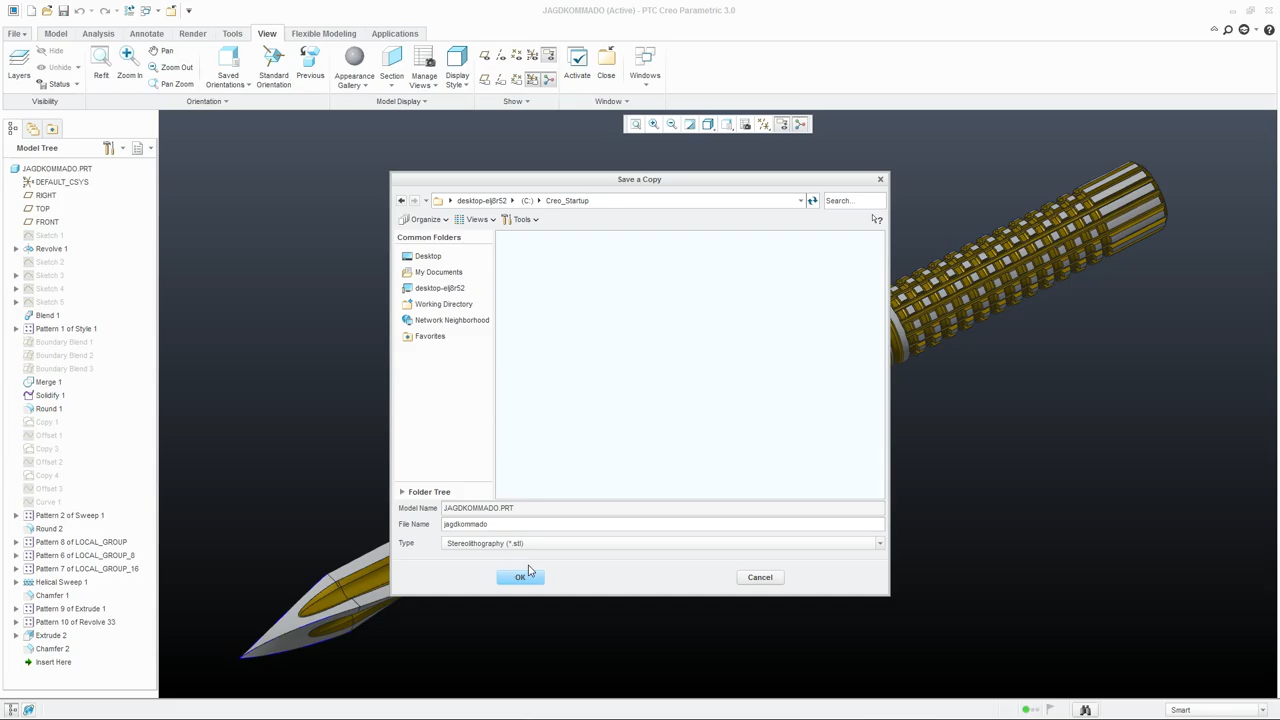 JAGDKOMMADO (Active) - PTC Creo Parametric 3.0
File Model Analysis Annotate Render Tools View Flexible Modeling Applications
Layers
Hide
Unhide
Status
Visibility
Refit
Zoom In
Pan
Zoom Out
Pan Zoom
Saved Orientations
Standard Orientation
Previous
Orientation
Appearance Gallery
Section
Manage Views
Display Style
Model Display
Show
Activate
Close
Windows
Window
Model Tree
JAGDKOMMADO.PRT
DEFAULT_CSYS
RIGHT
TOP
FRONT
Sketch 1
Revolve 1
Sketch 2
Sketch 3
Sketch 4
Sketch 5
Blend 1
Pattern 1 of Style 1
Boundary Blend 1
Boundary Blend 2
Boundary Blend 3
Merge 1
Solidify 1
Round 1
Copy 1
Offset 1
Copy 3
Offset 2
Copy 4
Offset 3
Curve 1
Pattern 2 of Sweep 1
Round 2
Pattern 8 of LOCAL_GROUP
Pattern 6 of LOCAL_GROUP_8
Pattern 7 of LOCAL_GROUP_16
Helical Sweep 1
Chamfer 1
Pattern 9 of Extrude 1
Pattern 10 of Revolve 33
Extrude 2
Chamfer 2
Insert Here
Save a Copy
desktop-elj8r52 (C:) Creo_Startup
Search...
Organize Views Tools
Common Folders
Desktop
My Documents
desktop-elj8r52
Working Directory
Network Neighborhood
Favorites
Folder Tree
Model Name JAGDKOMMADO.PRT
File Name jagdkommado
Type Stereolithography (*.stl)
OK Cancel
Smart